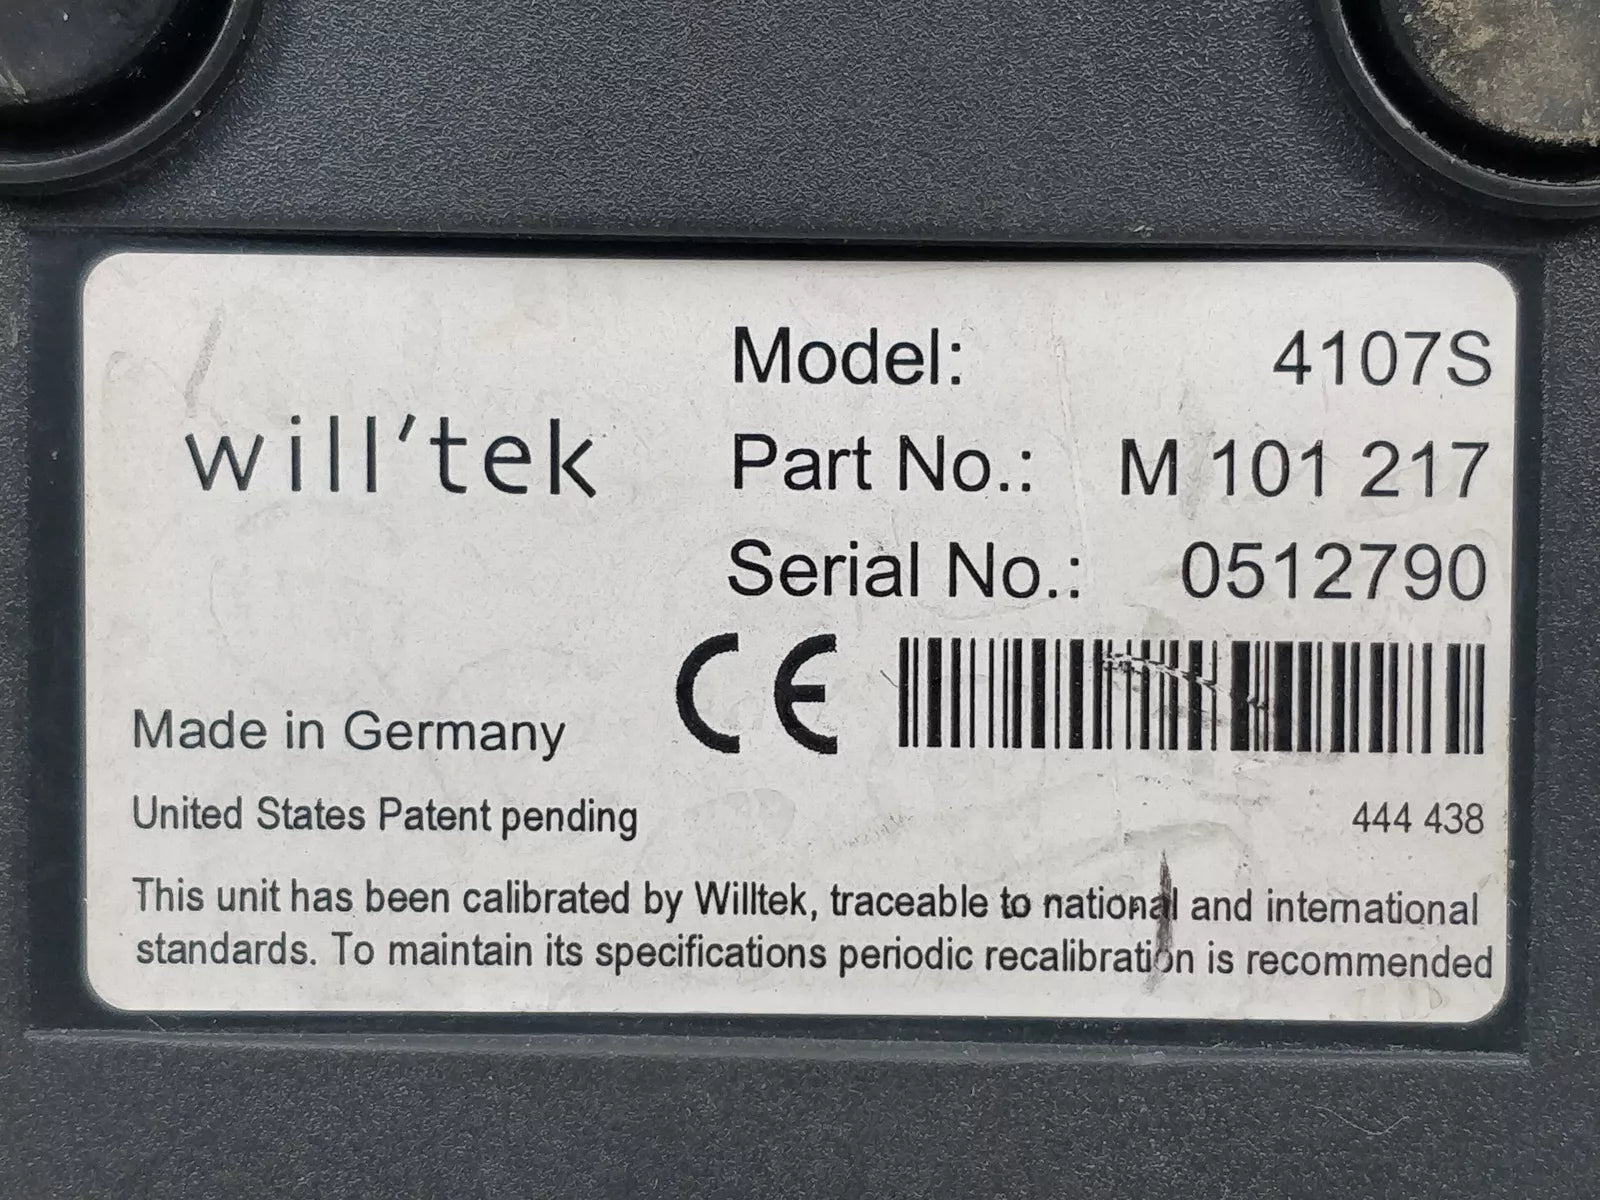 will'tek
Model: 4107S
Part No.: M 101 217
Serial No.: 0512790
CE
Made in Germany
United States Patent pending
444 438
This unit has been calibrated by Willtek, traceable to national and international
standards. To maintain its specifications periodic recalibration is recommended